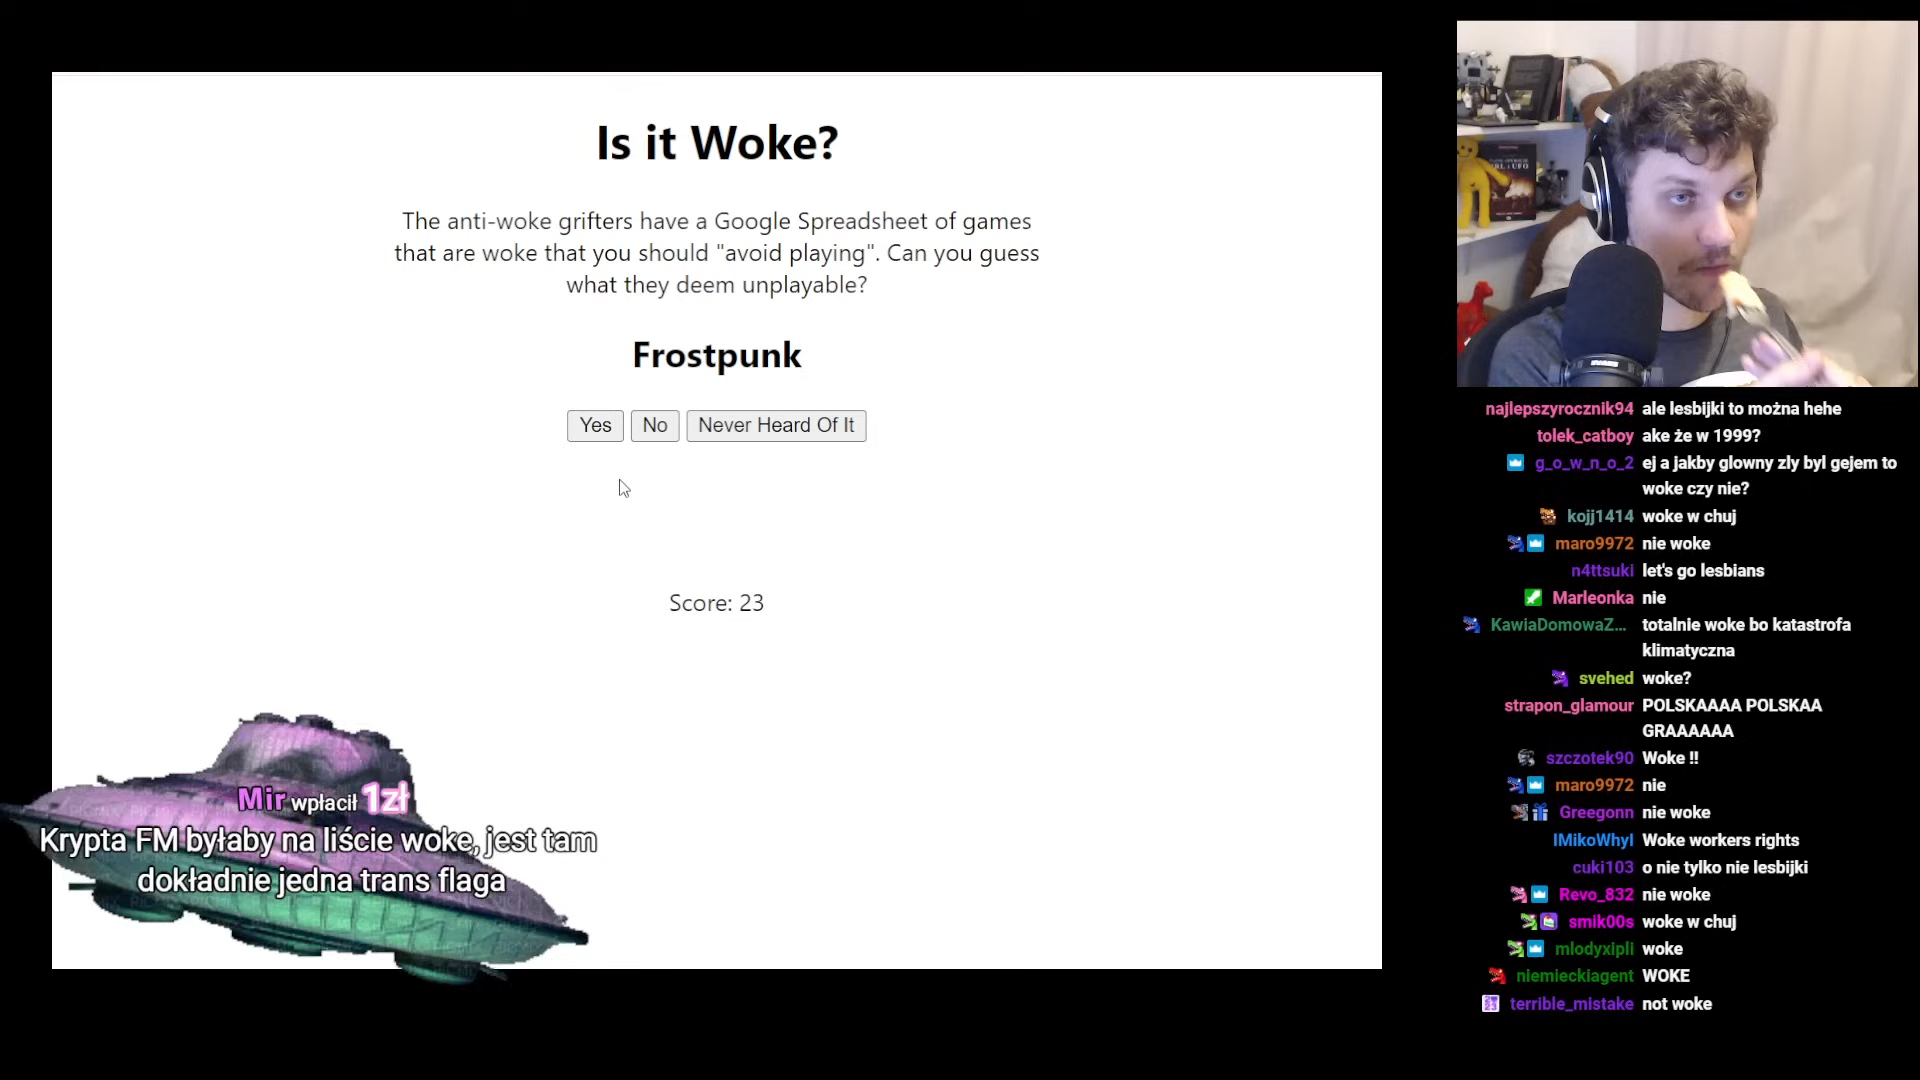 Is it Woke?
The anti-woke grifters have a Google Spreadsheet of games
that are woke that you should "avoid playing". Can you guess
what they deem unplayable?
Frostpunk
Yes No Never Heard Of It
Score: 23
Mir wpłacił 1zł
Krypta FM byłaby na liście woke, jest tam
dokładnie jedna trans flaga
najlepszyrocznik94 ale lesbijki to można hehe
tolek_catboy ake że w 1999?
g_o_w_n_o_2 ej a jakby glowny zly byl gejem to
woke czy nie?
kojj1414 woke w chuj
maro9972 nie woke
n4ttsuki let's go lesbians
Marleonka nie
KawiaDomowaZ... totalnie woke bo katastrofa
klimatyczna
svehed woke?
strapon_glamour POLSKAAAA POLSKAA
GRAAAAAA
szczotek90 Woke !!
maro9972 nie
Greegonn nie woke
IMikoWhyI Woke workers rights
cuki103 o nie tylko nie lesbijki
Revo_832 nie woke
smik00s woke w chuj
mlodyxipli woke
niemieckiagent WOKE
terrible_mistake not woke